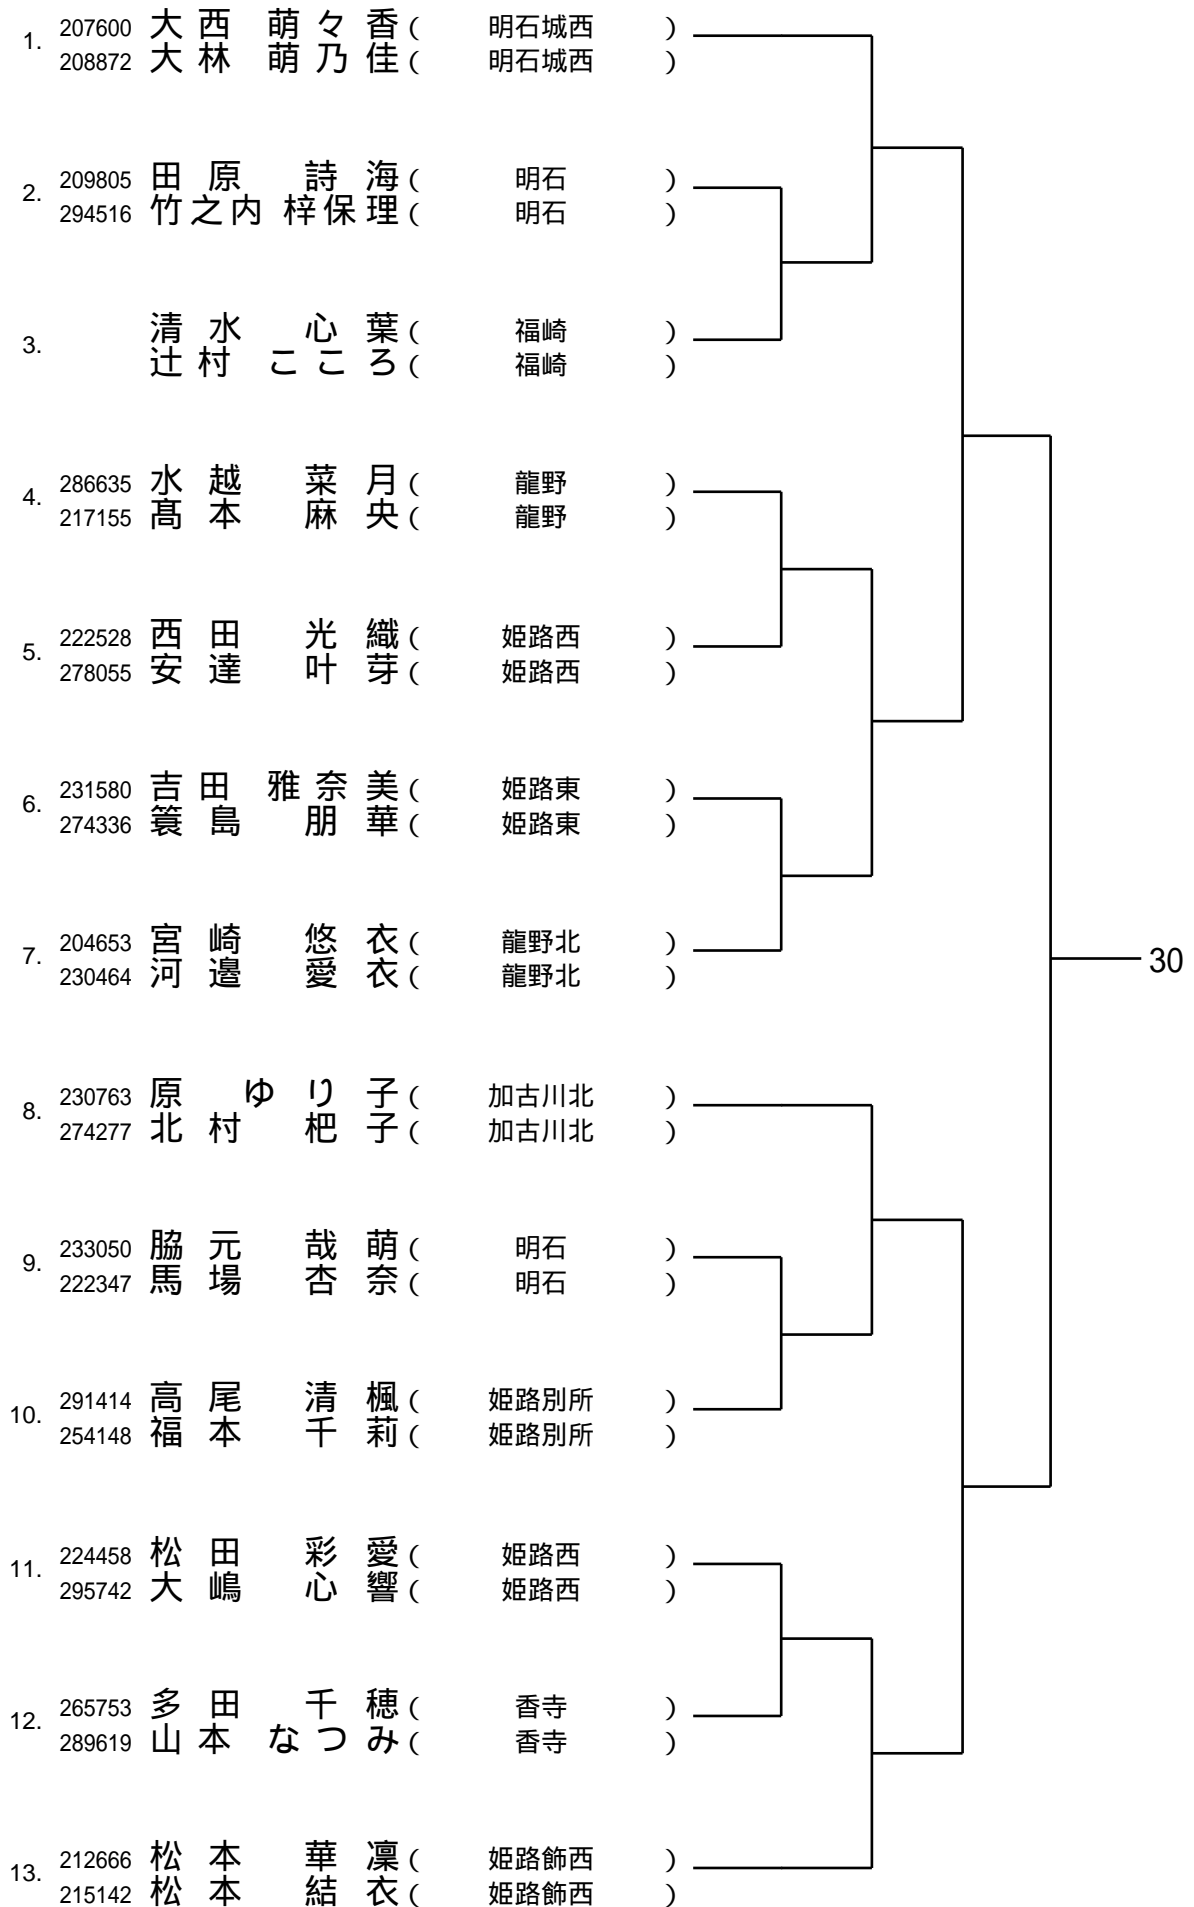 1. 207600 大西 萌々香 ( 明石城西 )
208872 大林 萌乃佳 ( 明石城西 )
2. 209805 田原 詩海 ( 明石 )
294516 竹之内 梓保理 ( 明石 )
3. 清水 心葉 ( 福崎 )
辻村 こころ ( 福崎 )
4. 286635 水越 菜月 ( 龍野 )
217155 髙本 麻央 ( 龍野 )
5. 222528 西田 光織 ( 姫路西 )
278055 安達 叶芽 ( 姫路西 )
6. 231580 吉田 雅奈美 ( 姫路東 )
274336 簑島 朋華 ( 姫路東 )
7. 204653 宮崎 悠衣 ( 龍野北 )
230464 河邉 愛衣 ( 龍野北 )
30
8. 230763 原 ゆり子 ( 加古川北 )
274277 北村 杷子 ( 加古川北 )
9. 233050 脇元 哉萌 ( 明石 )
222347 馬場 杏奈 ( 明石 )
10. 291414 高尾 清楓 ( 姫路別所 )
254148 福本 千莉 ( 姫路別所 )
11. 224458 松田 彩愛 ( 姫路西 )
295742 大嶋 心響 ( 姫路西 )
12. 265753 多田 千穂 ( 香寺 )
289619 山本 なつみ ( 香寺 )
13. 212666 松本 華凜 ( 姫路飾西 )
215142 松本 結衣 ( 姫路飾西 )